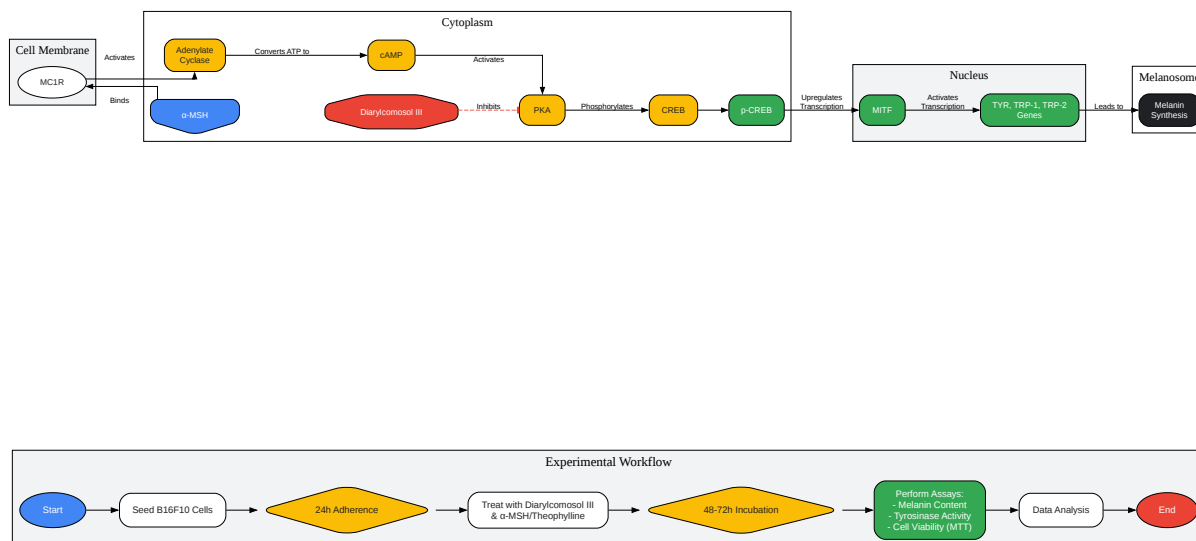 Cytoplasm
Cell Membrane
MC1R
Activates
Binds
Adenylate
Cyclase
α-MSH
Converts ATP to
cAMP
Activates
Diarylcomosol III
Inhibits
PKA
Phosphorylates
CREB
p-CREB
Upregulates
Transcription
Nucleus
MITF
Activates
Transcription
TYR, TRP-1, TRP-2
Genes
Leads to
Melanosome
Melanin
Synthesis
Experimental Workflow
Start
Seed B16F10 Cells
24h Adherence
Treat with Diarylcomosol III
& α-MSH/Theophylline
48-72h Incubation
Perform Assays:
- Melanin Content
- Tyrosinase Activity
- Cell Viability (MTT)
Data Analysis
End